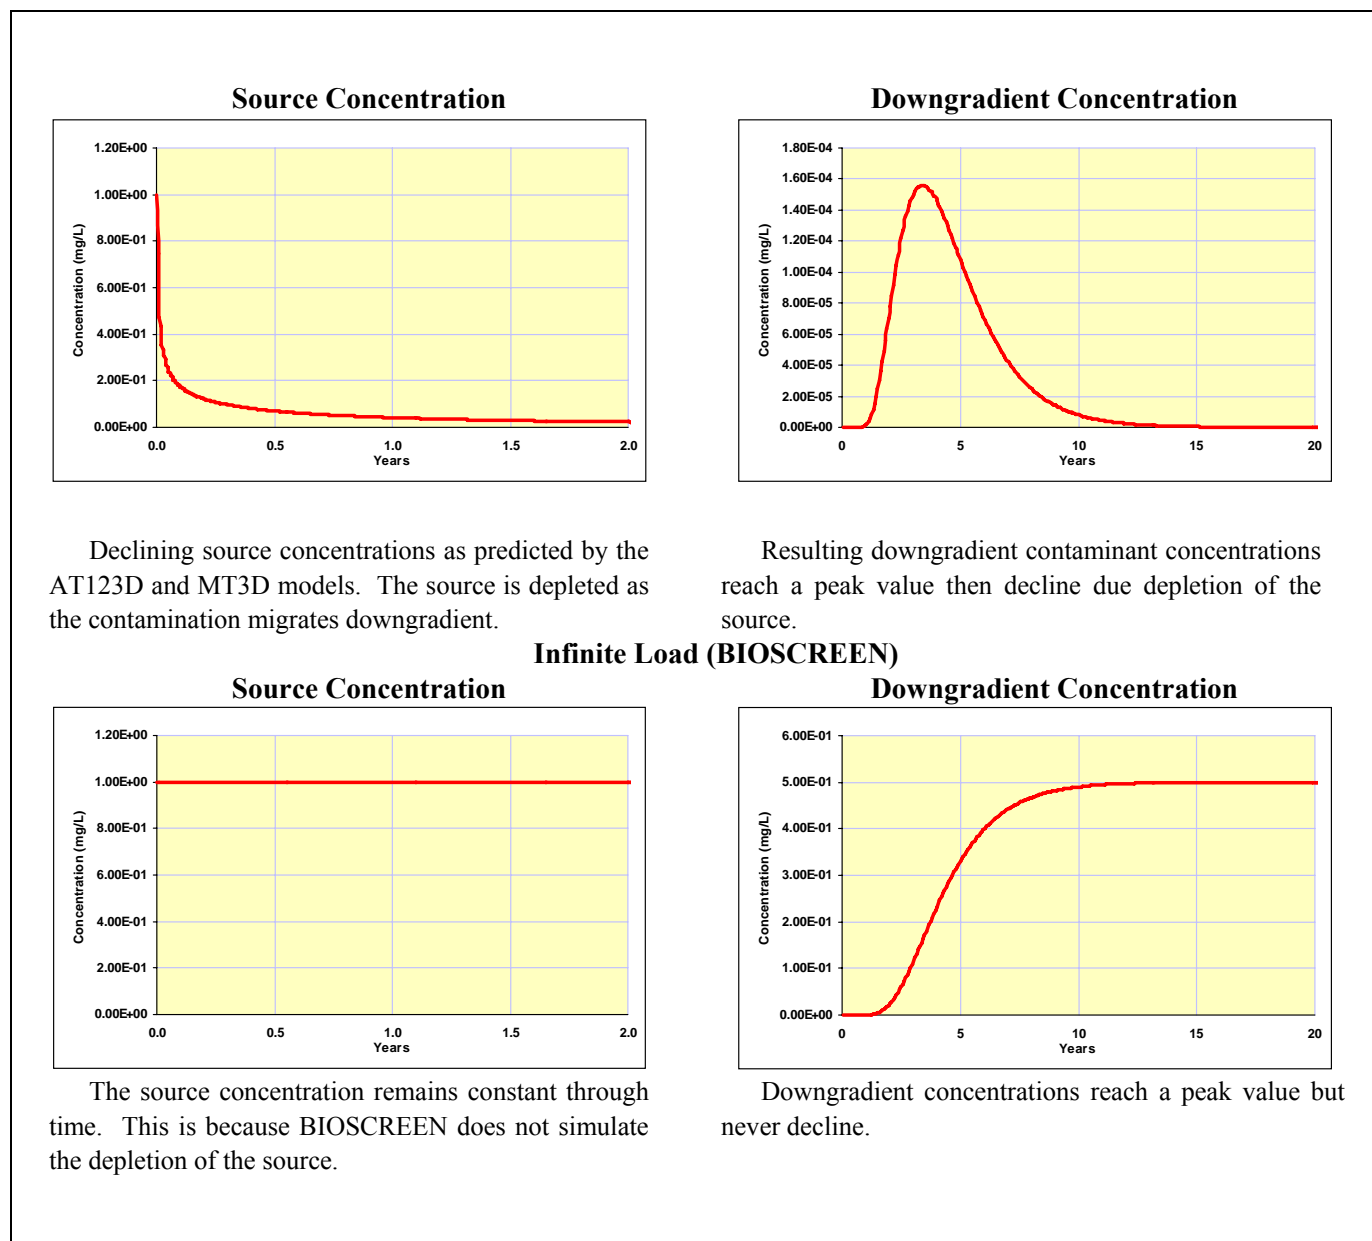 Source Concentration
1.20E+00
1.00E+00
8.00E-01
6.00E-01
4.00E-01
2.00E-01
0.00E+00
Concentration (mg/L)
0.0 0.5 1.0 1.5 2.0
Years
Downgradient Concentration
1.80E-04
1.60E-04
1.40E-04
1.20E-04
1.00E-04
8.00E-05
6.00E-05
4.00E-05
2.00E-05
0.00E+00
Concentration (mg/L)
0 5 10 15 20
Years
Declining source concentrations as predicted by the
AT123D and MT3D models. The source is depleted as
the contamination migrates downgradient.
Resulting downgradient contaminant concentrations
reach a peak value then decline due depletion of the
source.
Infinite Load (BIOSCREEN)
Source Concentration
1.20E+00
1.00E+00
8.00E-01
6.00E-01
4.00E-01
2.00E-01
0.00E+00
Concentration (mg/L)
0.0 0.5 1.0 1.5 2.0
Years
Downgradient Concentration
6.00E-01
5.00E-01
4.00E-01
3.00E-01
2.00E-01
1.00E-01
0.00E+00
Concentration (mg/L)
0 5 10 15 20
Years
The source concentration remains constant through
time. This is because BIOSCREEN does not simulate
the depletion of the source.
Downgradient concentrations reach a peak value but
never decline.